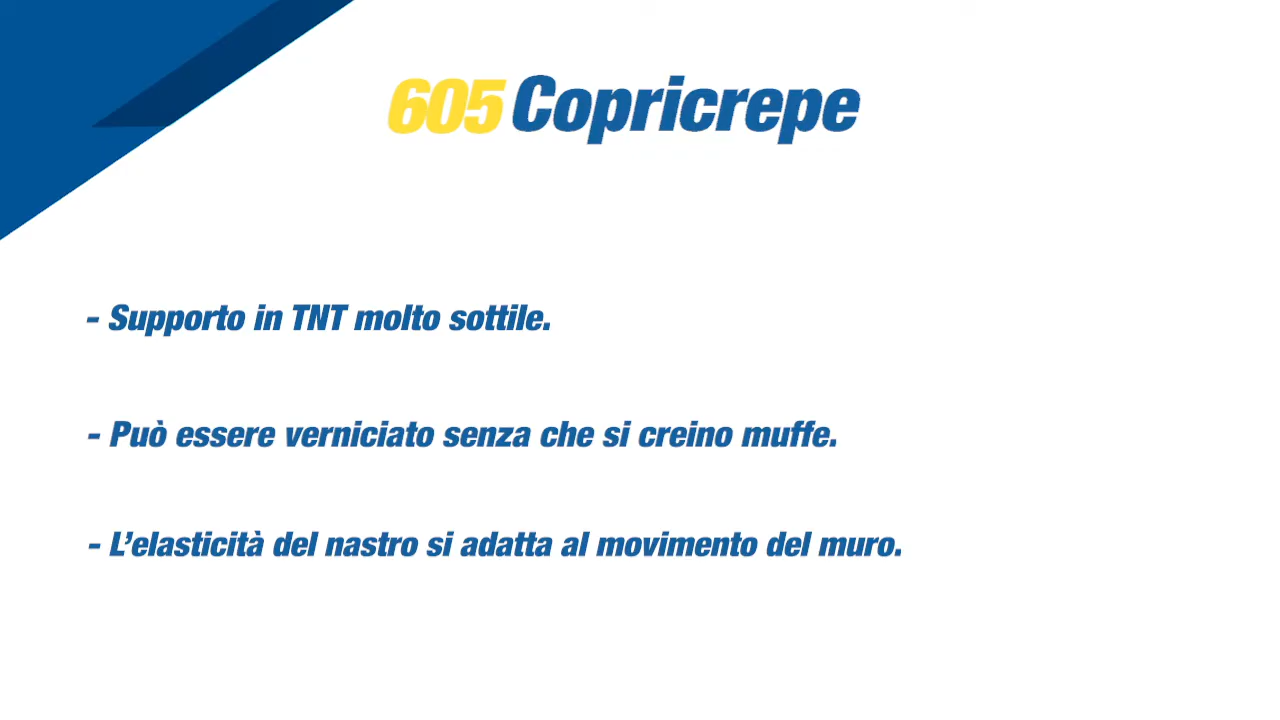 605 Copricrepe
- Supporto in TNT molto sottile.
- Può essere verniciato senza che si creino muffe.
- L’elasticità del nastro si adatta al movimento del muro.